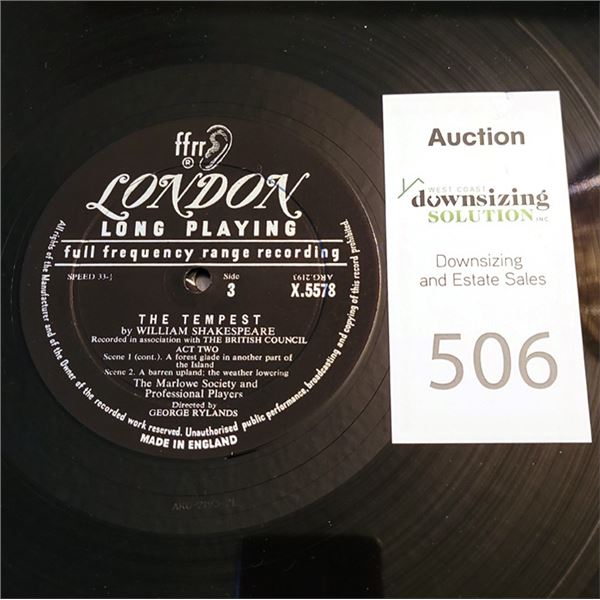 ffrr
®
LONDON
LONG PLAYING
full frequency range recording
SPEED 33-⅓
Side
3
ARG.2193
X.5578
THE TEMPEST
by WILLIAM SHAKESPEARE
Recorded in association with THE BRITISH COUNCIL
ACT TWO
Scene 1 (cont.). A forest glade in another part of
the Island
Scene 2. A barren upland; the weather lowering
The Marlowe Society and
Professional Players
Directed by
GEORGE RYLANDS
All rights of the Manufacturer and of the Owner of the recorded work reserved. Unauthorised public performance, broadcasting and copying of this record prohibited.
MADE IN ENGLAND
Auction
WEST COAST
downsizing
SOLUTION INC
Downsizing
and Estate Sales
506